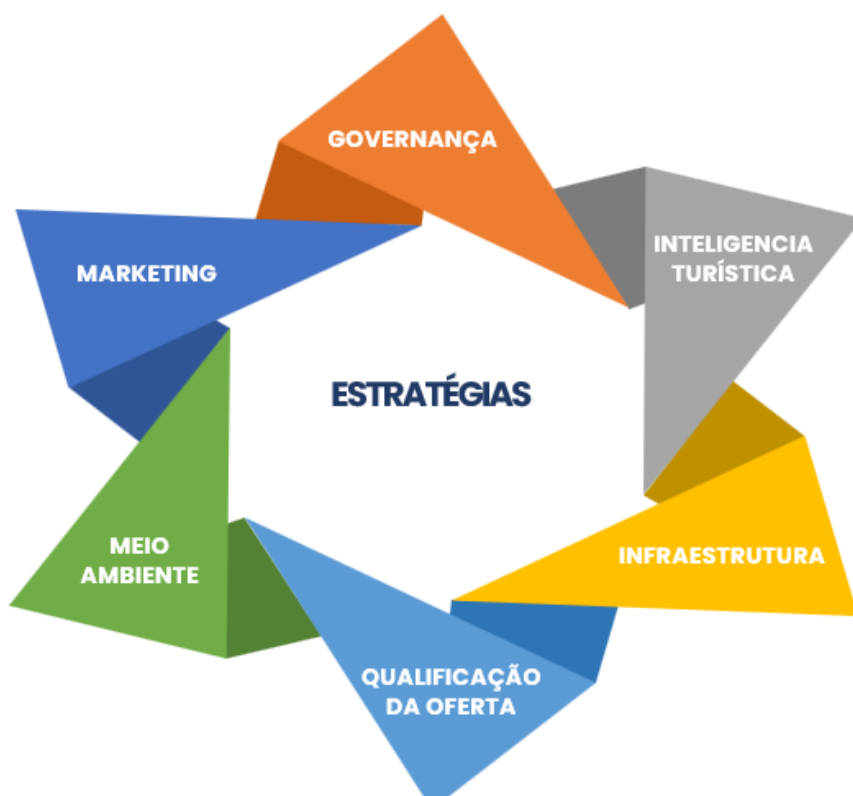 GOVERNANÇA
INTELIGENCIA
TURÍSTICA
INFRAESTRUTURA
QUALIFICAÇÃO
DA OFERTA
MEIO
AMBIENTE
MARKETING
ESTRATÉGIAS